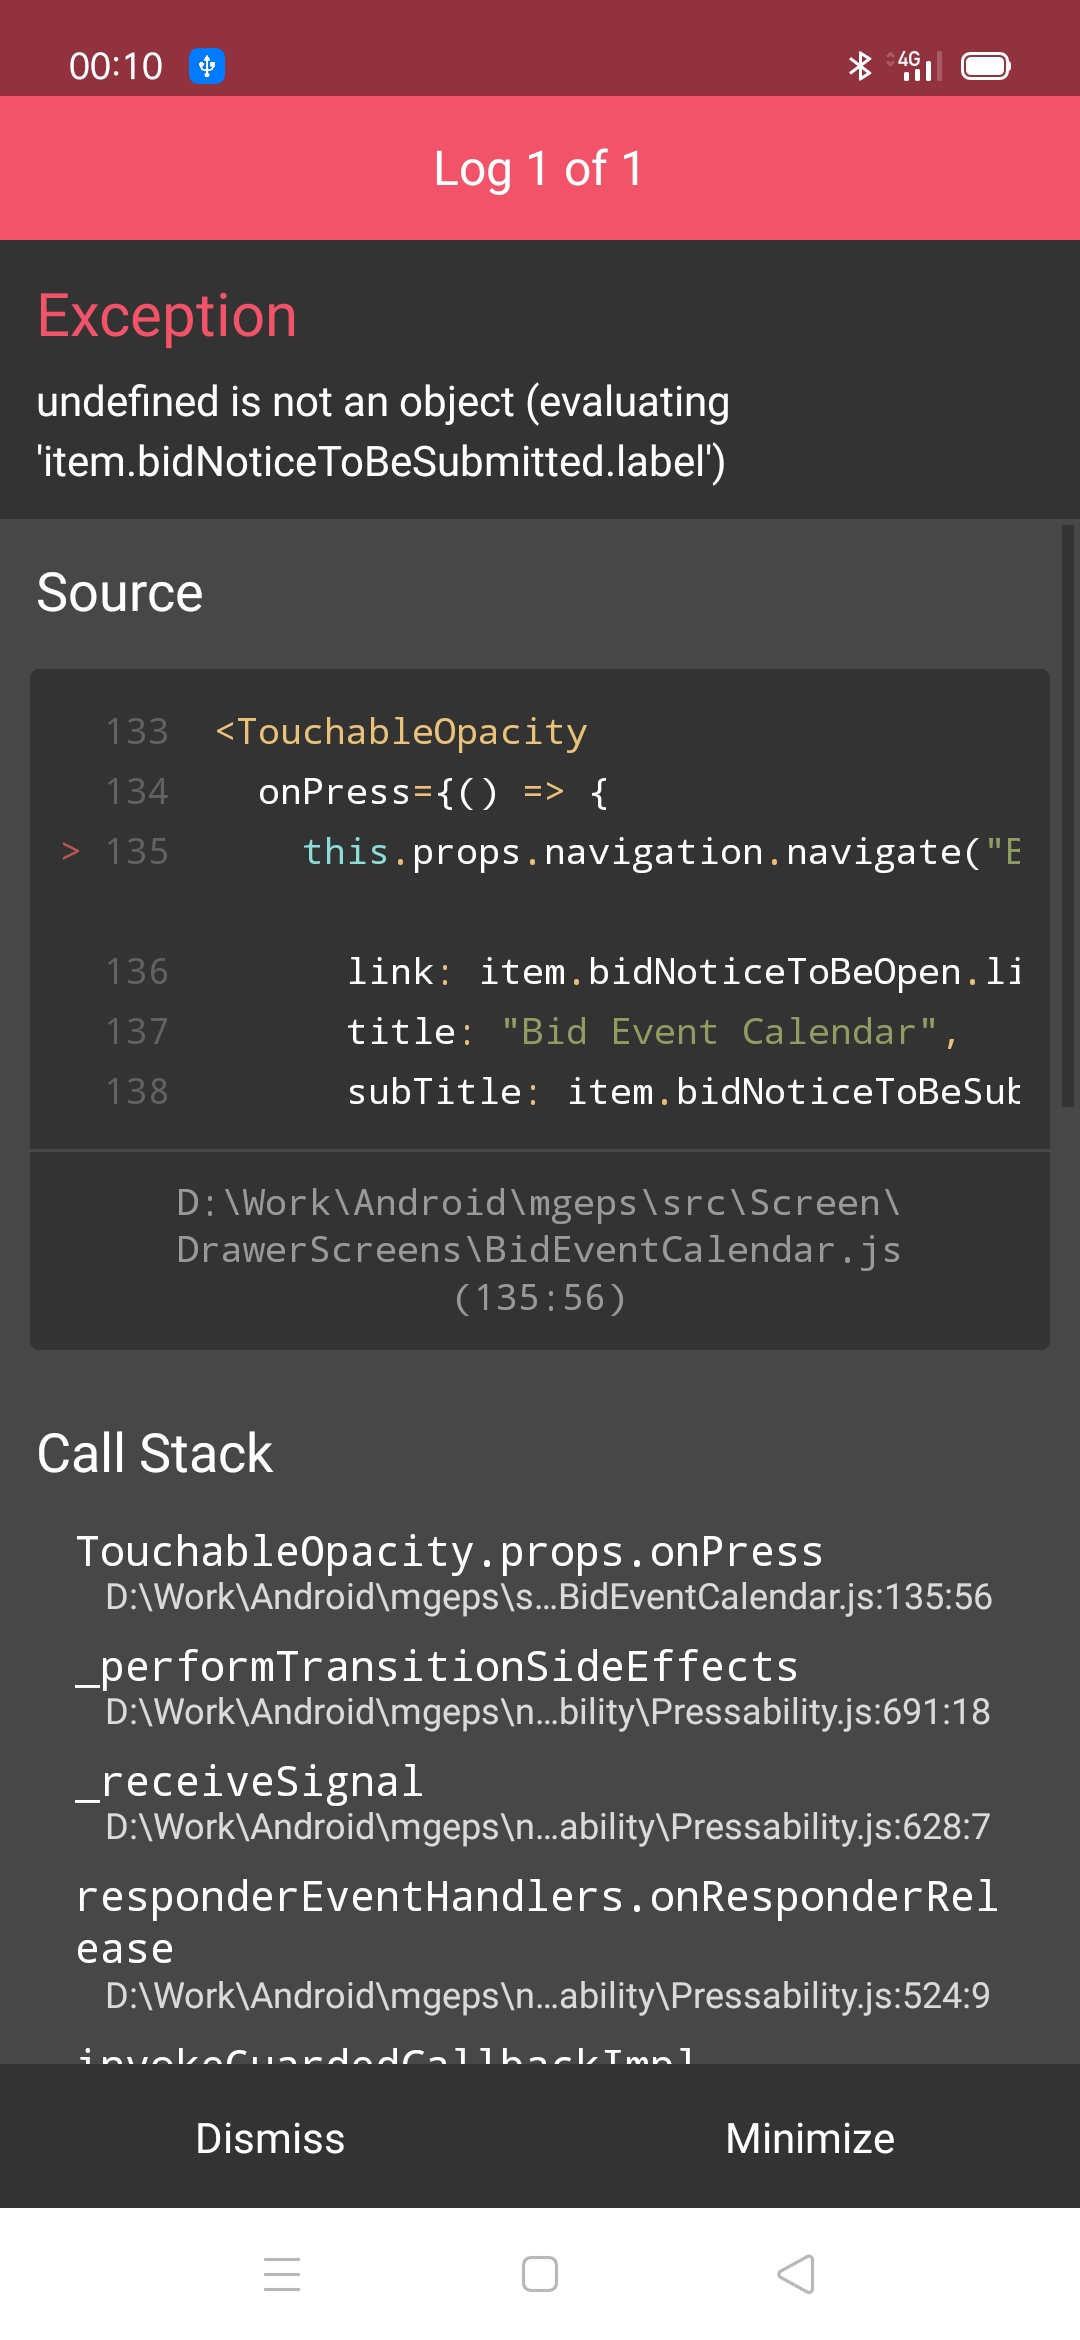 00:10
4G
Log 1 of 1
Exception
undefined is not an object (evaluating
'item.bidNoticeToBeSubmitted.label')
Source
133 <TouchableOpacity
134 onPress={() => {
> 135 this.props.navigation.navigate("B
136 link: item.bidNoticeToBeOpen.li
137 title: "Bid Event Calendar",
138 subTitle: item.bidNoticeToBeSub
D:\Work\Android\mgeps\src\Screen\
DrawerScreens\BidEventCalendar.js
(135:56)
Call Stack
TouchableOpacity.props.onPress
D:\Work\Android\mgeps\s...BidEventCalendar.js:135:56
_performTransitionSideEffects
D:\Work\Android\mgeps\n...bility\Pressability.js:691:18
_receiveSignal
D:\Work\Android\mgeps\n...ability\Pressability.js:628:7
responderEventHandlers.onResponderRel
ease
D:\Work\Android\mgeps\n...ability\Pressability.js:524:9
invokeGuardedCallbackImpl
Dismiss
Minimize